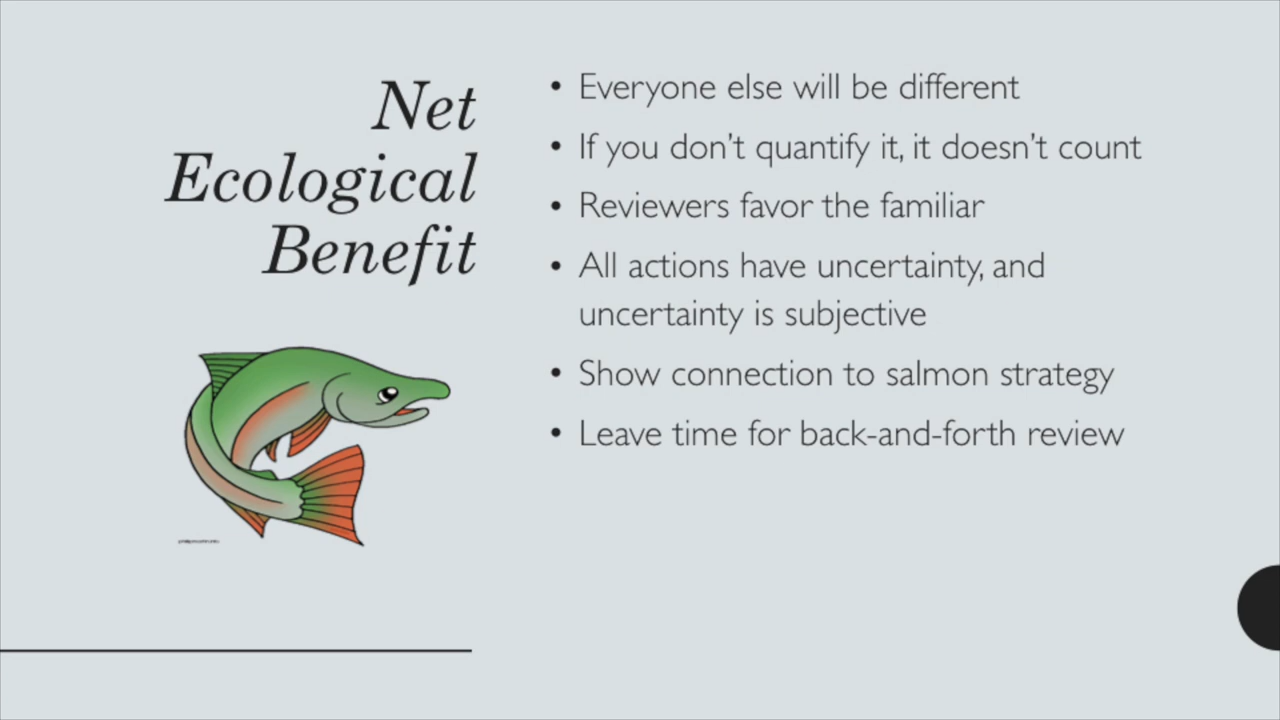 Net
Ecological
Benefit
• Everyone else will be different
• If you don't quantify it, it doesn't count
• Reviewers favor the familiar
• All actions have uncertainty, and
uncertainty is subjective
• Show connection to salmon strategy
• Leave time for back-and-forth review